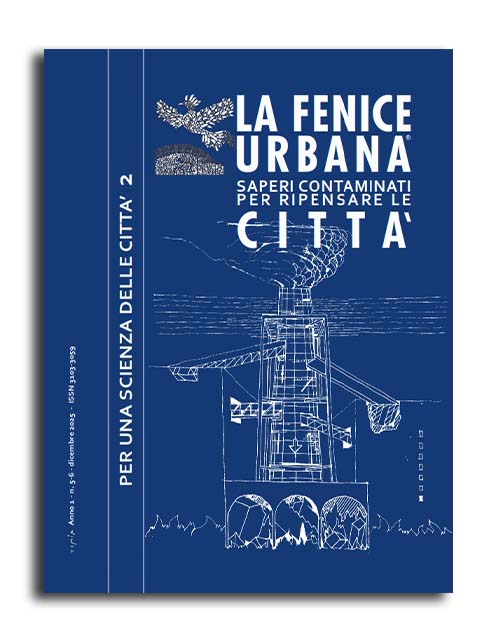 LA FENICE
URBANA®
SAPERI CONTAMINATI
PER RIPENSARE LE
CITTÀ
PER UNA SCIENZA DELLE CITTA' 2
Anno 1 - n. 5-6 - dicembre 2025 - ISSN 3103-3059